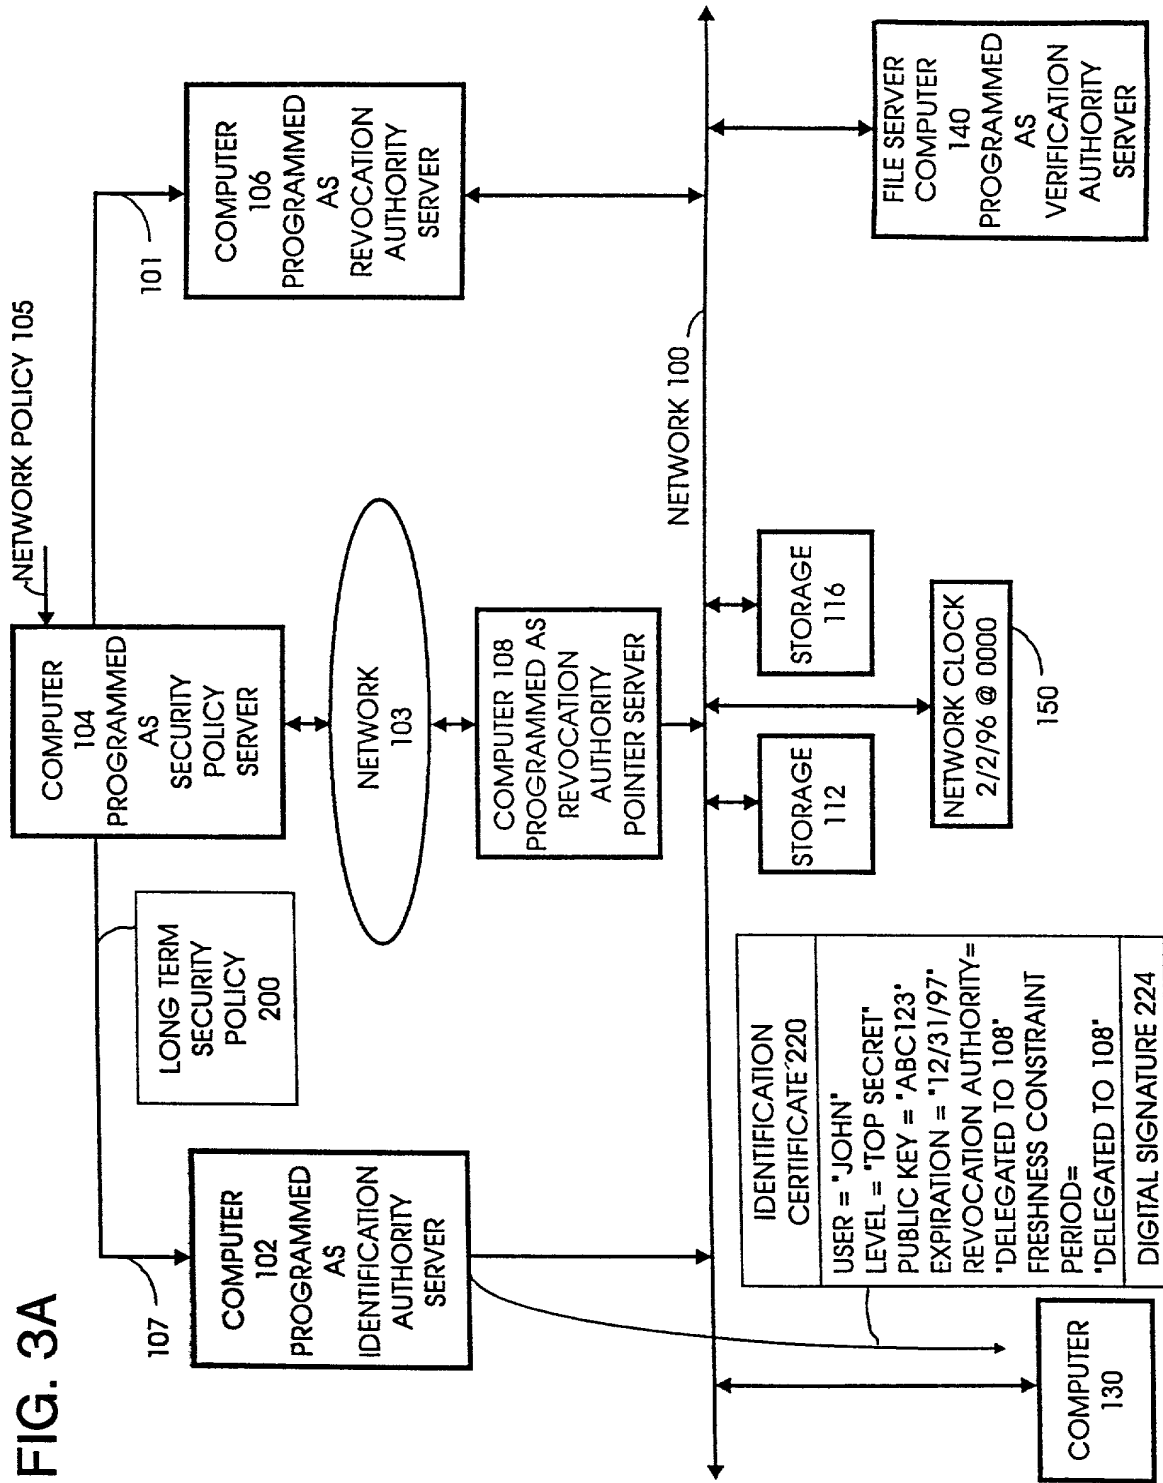 FIG. 3A
NETWORK POLICY 105
COMPUTER
104
PROGRAMMED
AS
SECURITY
POLICY
SERVER
107
LONG TERM
SECURITY
POLICY
200
101
COMPUTER
102
PROGRAMMED
AS
IDENTIFICATION
AUTHORITY
SERVER
NETWORK
103
COMPUTER
106
PROGRAMMED
AS
REVOCATION
AUTHORITY
SERVER
COMPUTER 108
PROGRAMMED AS
REVOCATION
AUTHORITY
POINTER SERVER
NETWORK 100
IDENTIFICATION
CERTIFICATE 220
USER = "JOHN"
LEVEL = "TOP SECRET"
PUBLIC KEY = "ABC123"
EXPIRATION = "12/31/97"
REVOCATION AUTHORITY=
"DELEGATED TO 108"
FRESHNESS CONSTRAINT
PERIOD=
"DELEGATED TO 108"
DIGITAL SIGNATURE 224
STORAGE
112
STORAGE
116
NETWORK CLOCK
2/2/96 @ 0000
150
FILE SERVER
COMPUTER
140
PROGRAMMED
AS
VERIFICATION
AUTHORITY
SERVER
COMPUTER
130